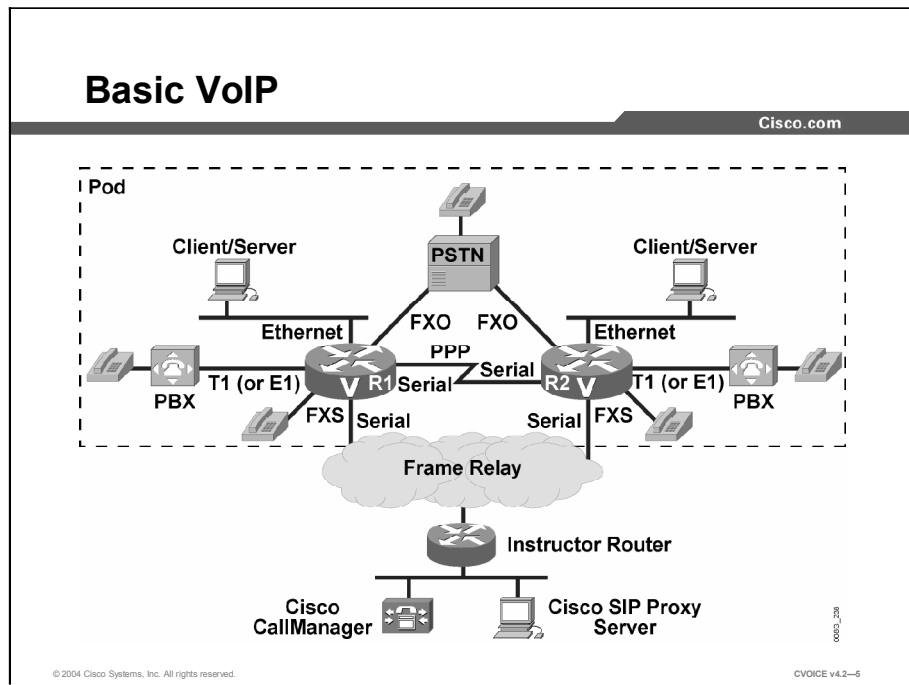 Basic VoIP
Cisco.com
Pod
Client/Server
PSTN
Client/Server
Ethernet
FXO
FXO
Ethernet
PPP
Serial
Serial
V
R1
R2
V
PBX
T1 (or E1)
T1 (or E1)
PBX
FXS
Serial
Serial
FXS
Frame Relay
Instructor Router
Cisco
CallManager
Cisco SIP Proxy
Server
© 2004 Cisco Systems, Inc. All rights reserved.
CVOICE v4.2—5